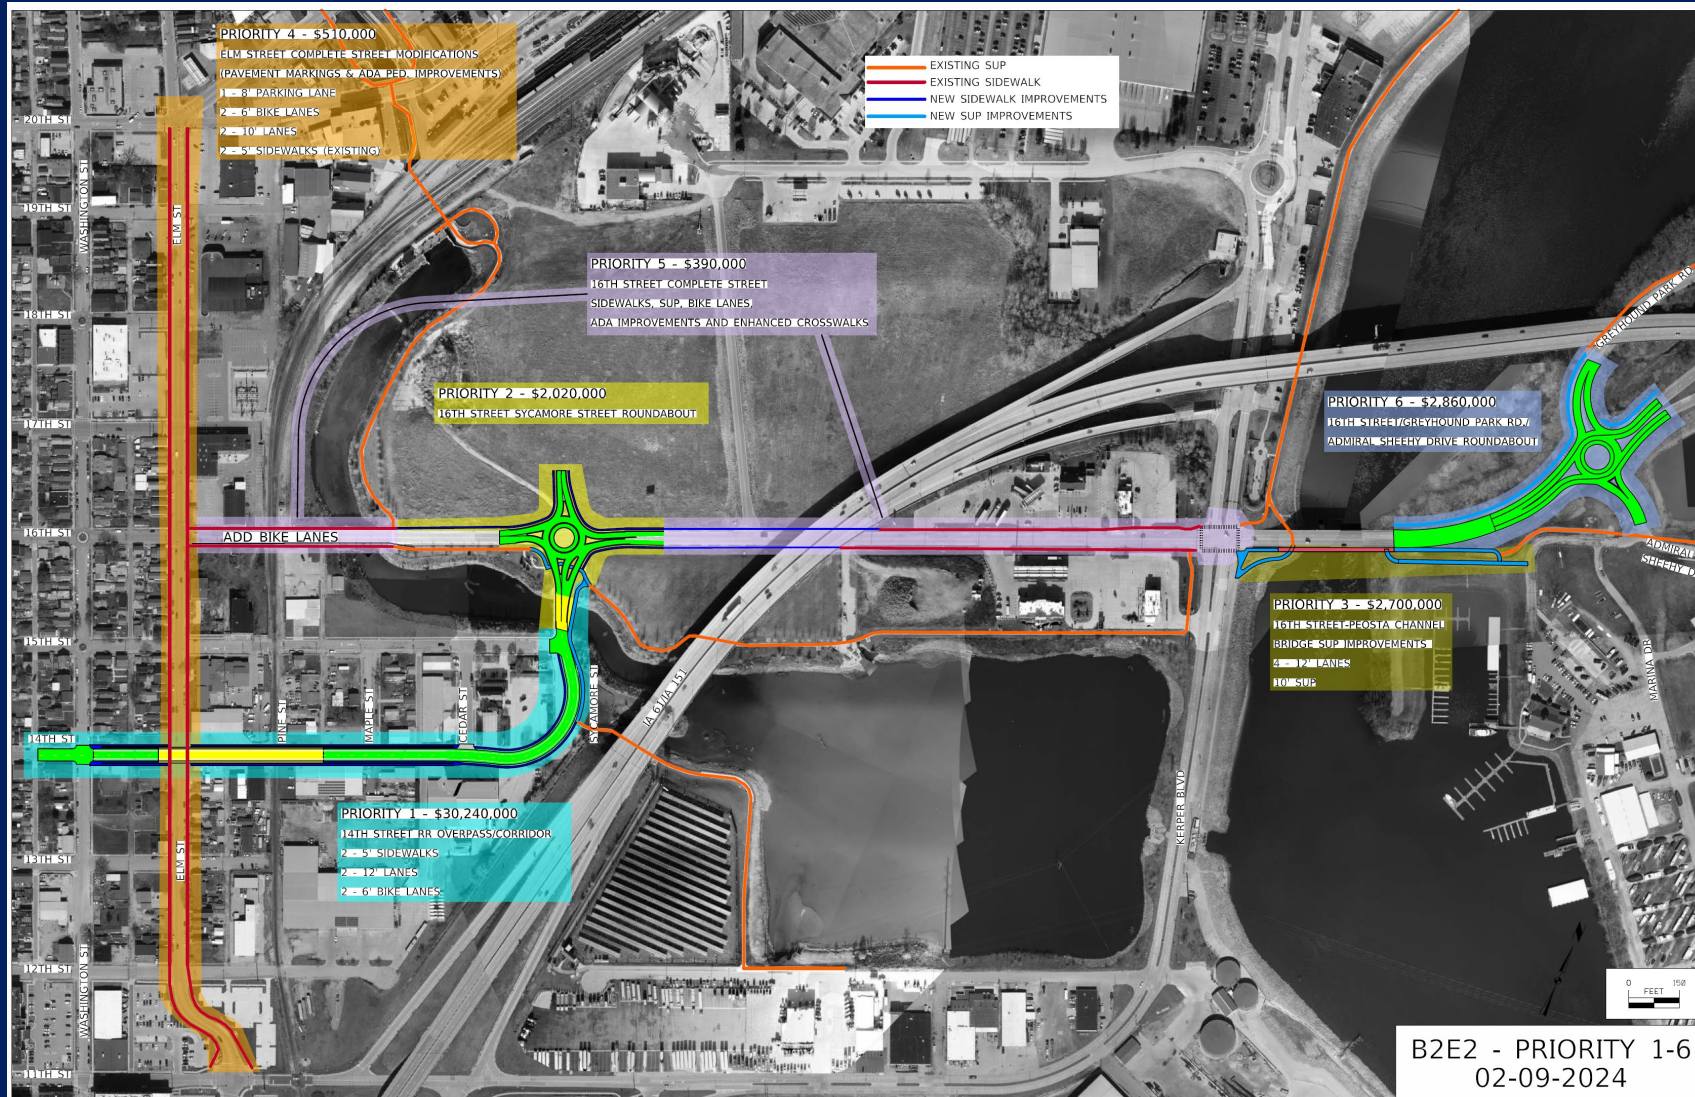 PRIORITY 4 - $510,000
ELM STREET COMPLETE STREET MODIFICATIONS
(PAVEMENT MARKINGS & ADA PED. IMPROVEMENTS)
1 - 8' PARKING LANE
2 - 6' BIKE LANES
2 - 10' LANES
2 - 5' SIDEWALKS (EXISTING)
EXISTING SUP
EXISTING SIDEWALK
NEW SIDEWALK IMPROVEMENTS
NEW SUP IMPROVEMENTS
20TH ST
WASHINGTON ST
19TH ST
ELM ST
PRIORITY 5 - $390,000
16TH STREET COMPLETE STREET
SIDEWALKS, SUP, BIKE LANES,
ADA IMPROVEMENTS AND ENHANCED CROSSWALKS
18TH ST
GREYHOUND PARK RD.
PRIORITY 2 - $2,020,000
16TH STREET SYCAMORE STREET ROUNDABOUT
PRIORITY 6 - $2,860,000
16TH STREET/GREYHOUND PARK RD./
ADMIRAL SHEEHY DRIVE ROUNDABOUT
17TH ST
16TH ST
ADD BIKE LANES
ADMIRAL
SHEEHY D
PRIORITY 3 - $2,700,000
16TH STREET-PEOSTA CHANNEL
BRIDGE SUP IMPROVEMENTS
4 - 12' LANES
10' SUP
15TH ST
MARINA DR
IA 61/IA 151
SYCAMORE ST
PINE ST
MAPLE ST
CEDAR ST
14TH ST
KERPER BLVD
PRIORITY 1 - $30,240,000
14TH STREET RR OVERPASS/CORRIDOR
2 - 5' SIDEWALKS
2 - 12' LANES
2 - 6' BIKE LANES
13TH ST
ELM ST
12TH ST
WASHINGTON ST
11TH ST
0 150
FEET
B2E2 - PRIORITY 1-6
02-09-2024